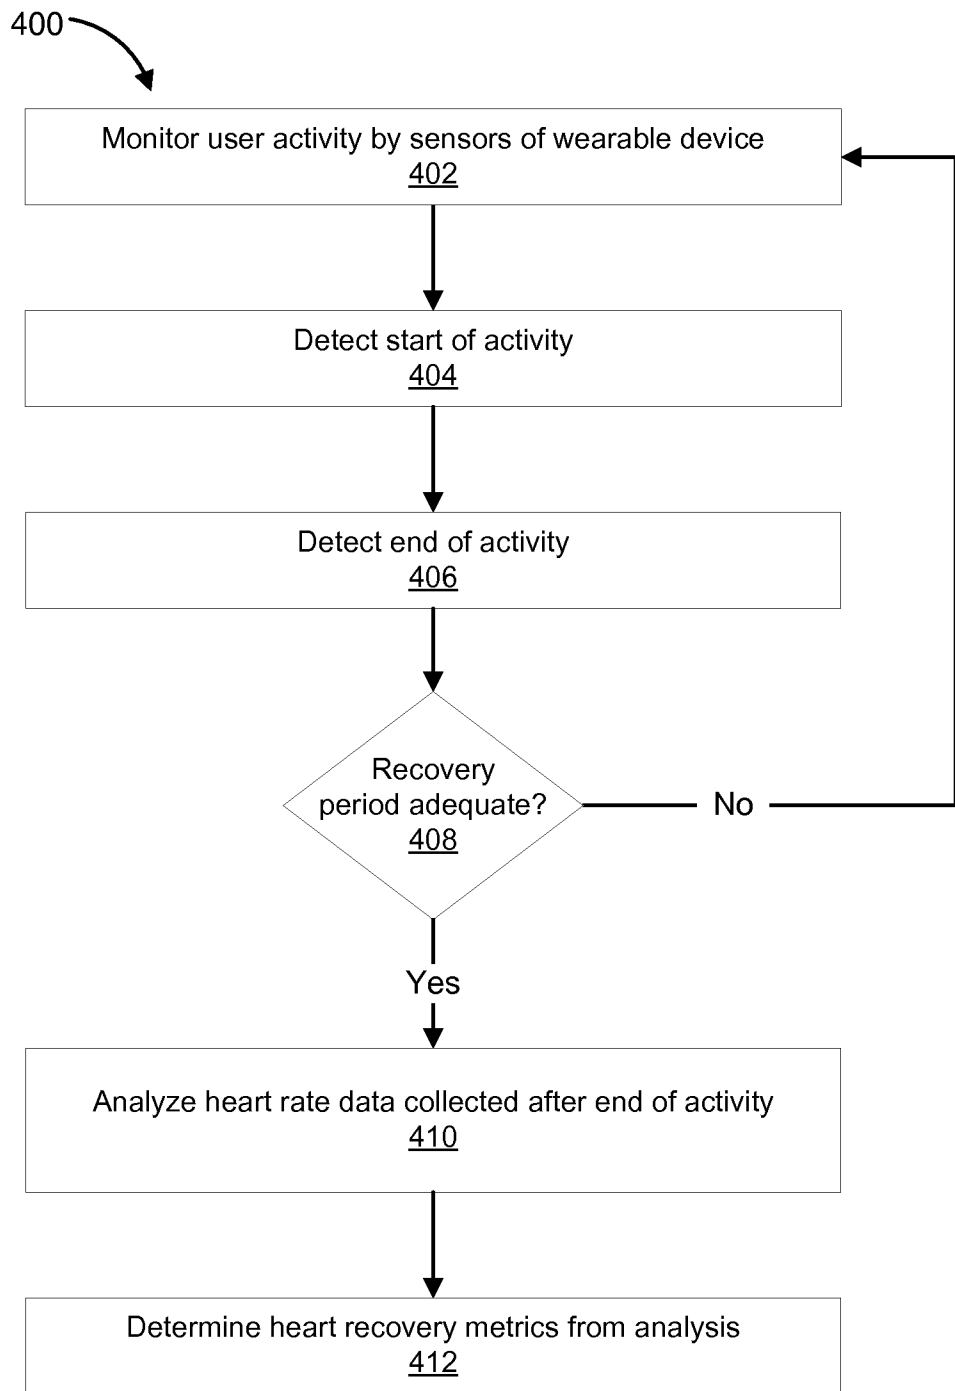 400
Monitor user activity by sensors of wearable device
402
Detect start of activity
404
Detect end of activity
406
Recovery
period adequate?
408
No
Yes
Analyze heart rate data collected after end of activity
410
Determine heart recovery metrics from analysis
412